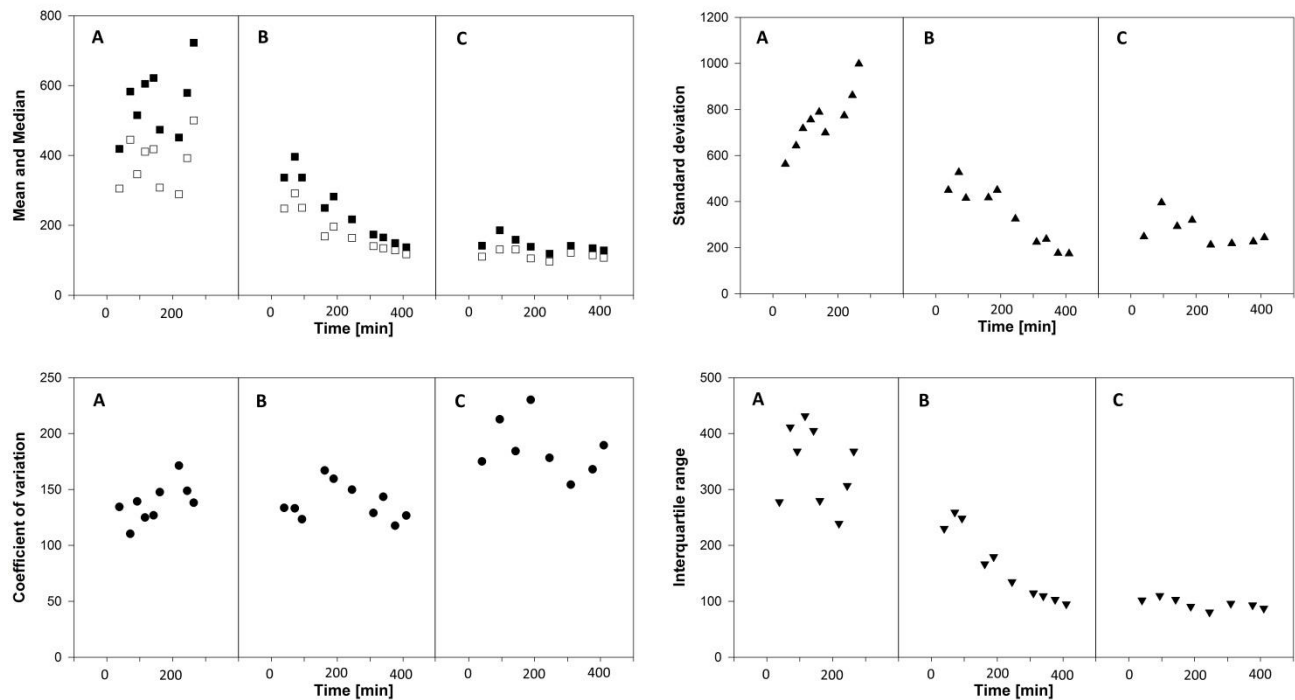 800
600
400
200
0
Mean and Median
A
B
C
0
200
0
200
400
0
200
400
Time [min]
1200
1000
800
600
400
200
0
Standard deviation
A
B
C
0
200
0
200
400
0
200
400
Time [min]
250
200
150
100
50
0
Coefficient of variation
A
B
C
0
200
0
200
400
0
200
400
Time [min]
500
400
300
200
100
0
Interquartile range
A
B
C
0
200
0
200
400
0
200
400
Time [min]